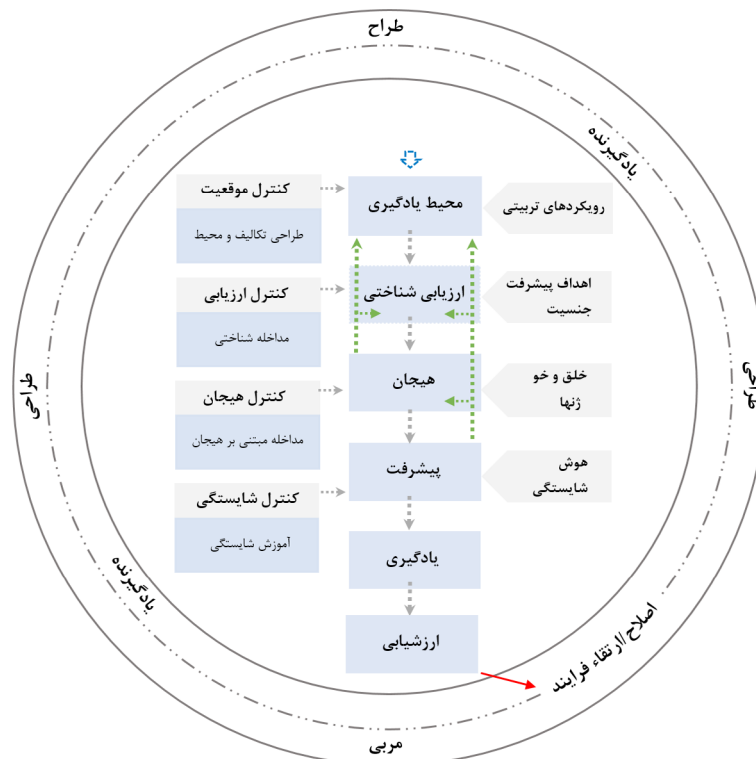 طراح
یادگیرنده
کنترل موقعیت
طراحی تکالیف و محیط
محیط یادگیری
رویکردهای تربیتی
کنترل ارزیابی
مداخله شناختی
ارزیابی شناختی
اهداف پیشرفت
جنسیت
طراحی
طراحی
کنترل هیجان
مداخله مبتنی بر هیجان
هیجان
خلق و خو
ژنها
کنترل شایستگی
آموزش شایستگی
پیشرفت
هوش
شایستگی
یادگیری
یادگیرنده
ارزشیابی
اصلاح/ارتقاء فرایند
مربی